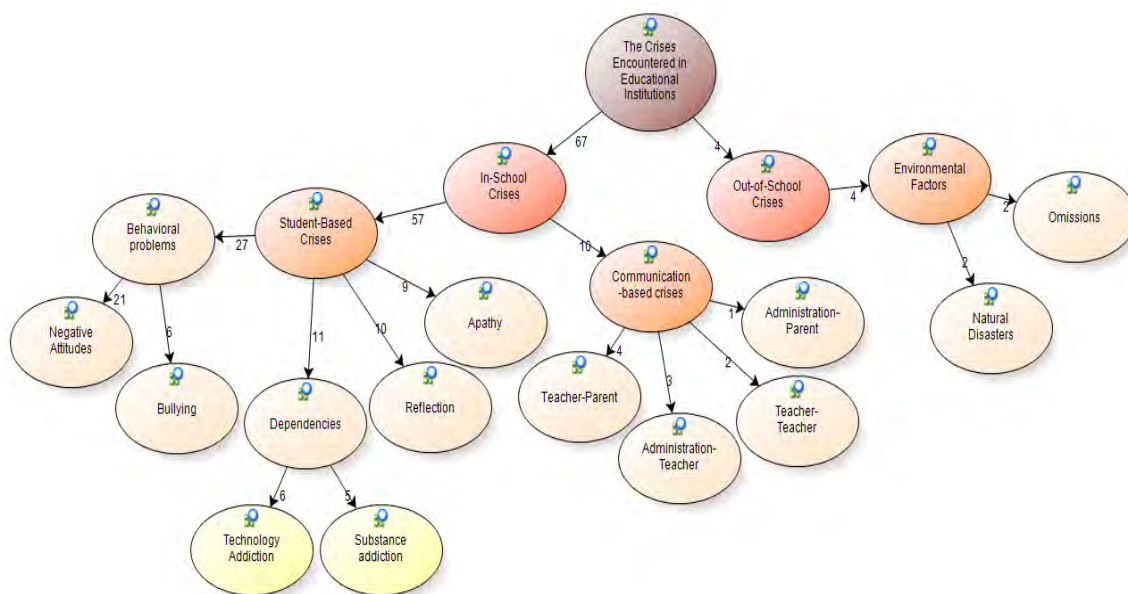 The Crises
Encountered in
Educational
Institutions
67
4
In-School
Crises
Out-of-School
Crises
4
Environmental
Factors
2
Omissions
2
Natural
Disasters
57
10
Student-Based
Crises
27
Behavioral
problems
21
Negative
Attitudes
6
Bullying
11
Dependencies
10
Reflection
9
Apathy
6
Technology
Addiction
5
Substance
addiction
Communication
-based crises
1
Administration-
Parent
4
Teacher-Parent
3
Administration-
Teacher
2
Teacher-
Teacher